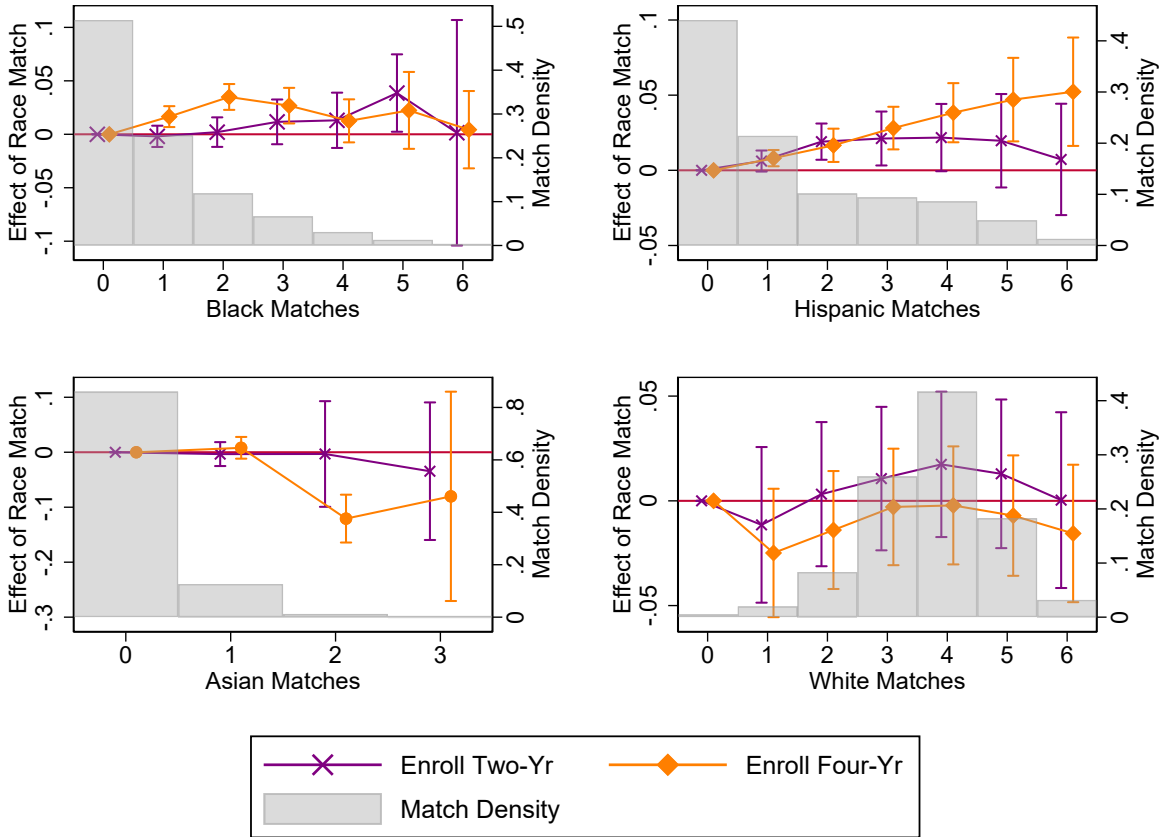 Effect of Race Match
-.1 -.05 0 .05 .1
0 .1 .2 .3 .4 .5
Match Density
0 1 2 3 4 5 6
Black Matches
Effect of Race Match
-.05 0 .05 .1
0 .1 .2 .3 .4
Match Density
0 1 2 3 4 5 6
Hispanic Matches
Effect of Race Match
-.3 -.2 -.1 0 .1
0 .2 .4 .6 .8
Match Density
0 1 2 3
Asian Matches
Effect of Race Match
-.05 0 .05
0 .1 .2 .3 .4
Match Density
0 1 2 3 4 5 6
White Matches
Enroll Two-Yr Enroll Four-Yr
Match Density